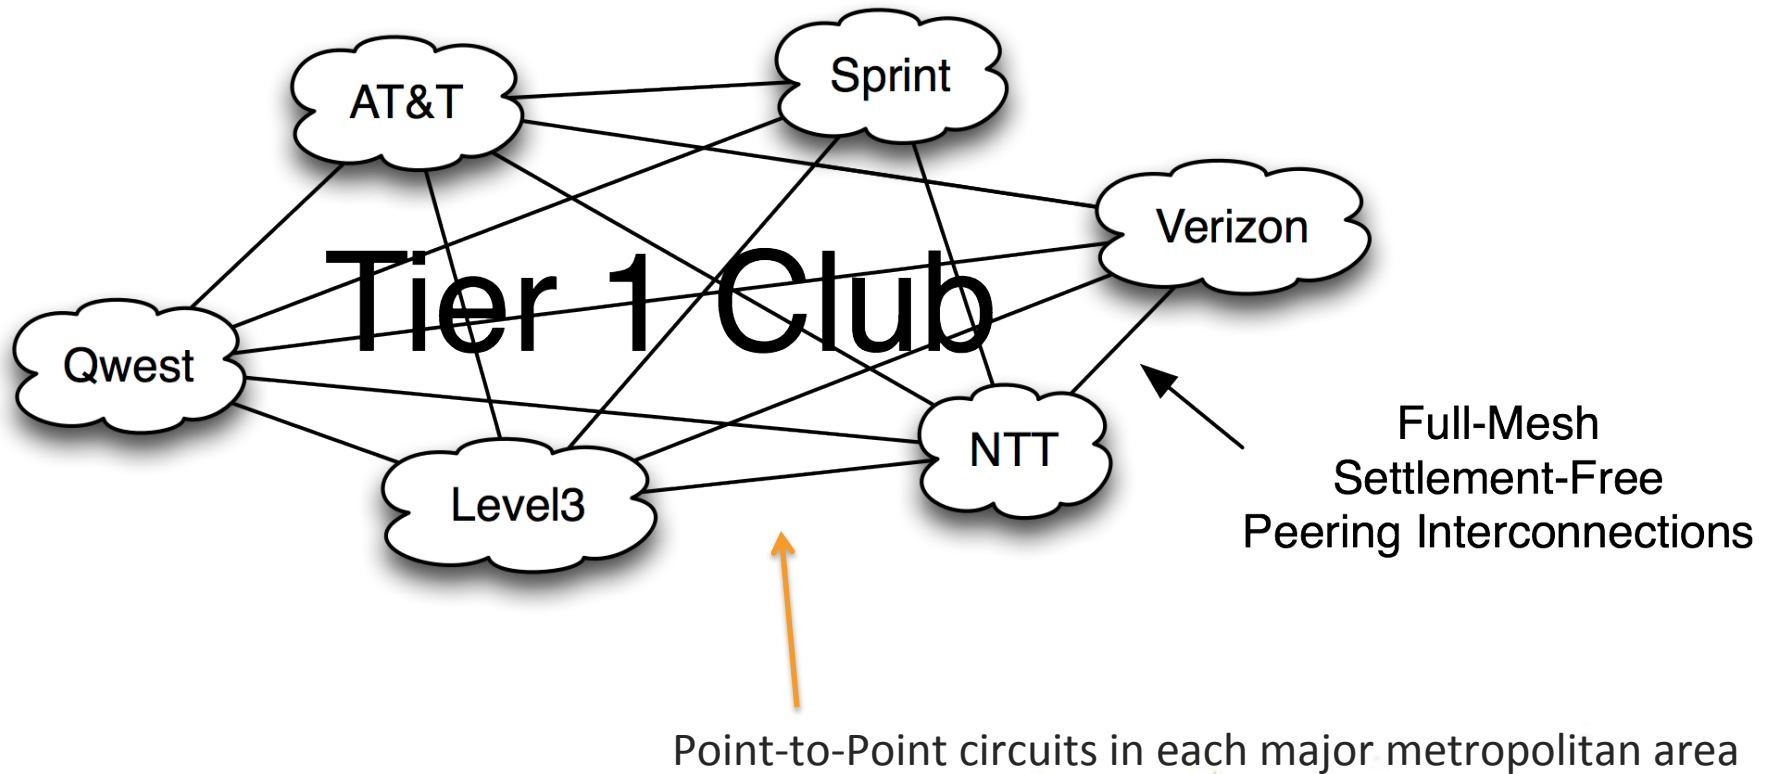 Sprint
AT&T
Verizon
Tier 1 Club
Qwest
NTT
Level3
Full-Mesh
Settlement-Free
Peering Interconnections
Point-to-Point circuits in each major metropolitan area